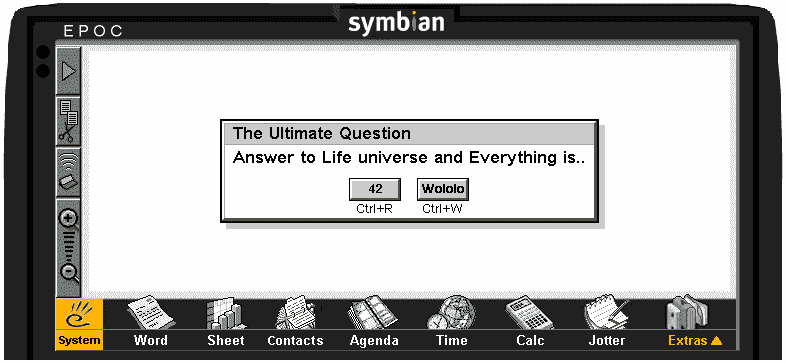 symbian
EPOC
The Ultimate Question
Answer to Life universe and Everything is..
42 Wololo
Ctrl+R Ctrl+W
System Word Sheet Contacts Agenda Time Calc Jotter Extras